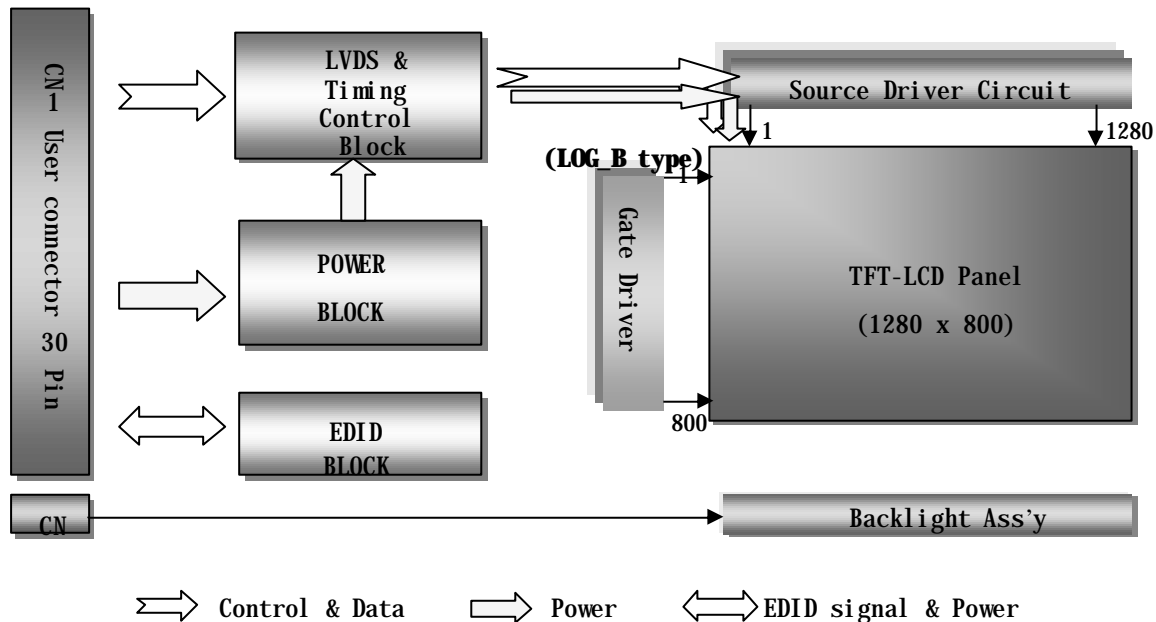 CN1 User connector 30 Pin
LVDS &
Timing
Control
Block
Source Driver Circuit
1
1280
(LOG_B type)
1
Gate Driver
POWER
BLOCK
TFT-LCD Panel
(1280 x 800)
800
EDID
BLOCK
CN
Backlight Ass’y
Control & Data
Power
EDID signal & Power